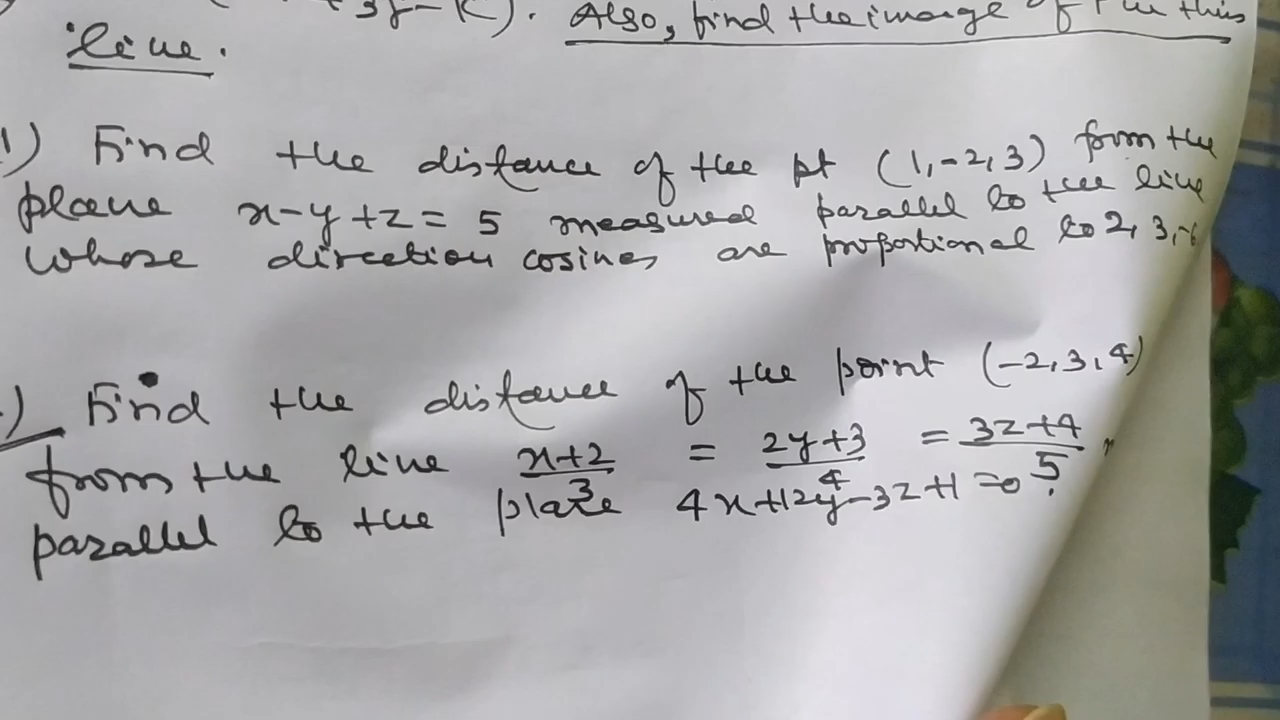 +3y-K). Also, find the image of P in this
line.
1) Find the distance of the pt (1,-2,3) from the
plane x-y+z = 5 measured parallel to the line
whose direction cosines are proportional to 2, 3,-6
) Find the distance of the point (-2,3,4)
from the line x+2/3 = 2y+3/4 = 3z+4/5
parallel to the plane 4x+12y-3z+1=0.